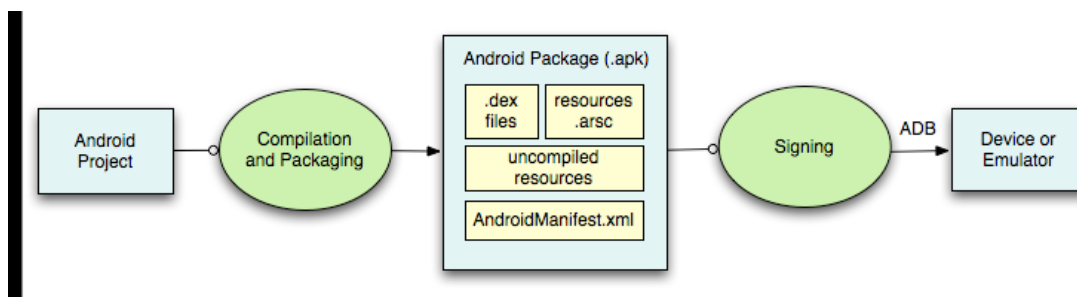 Android
Project
Compilation
and Packaging
Android Package (.apk)
.dex
files
resources
.arsc
uncompiled
resources
AndroidManifest.xml
Signing
ADB
Device or
Emulator